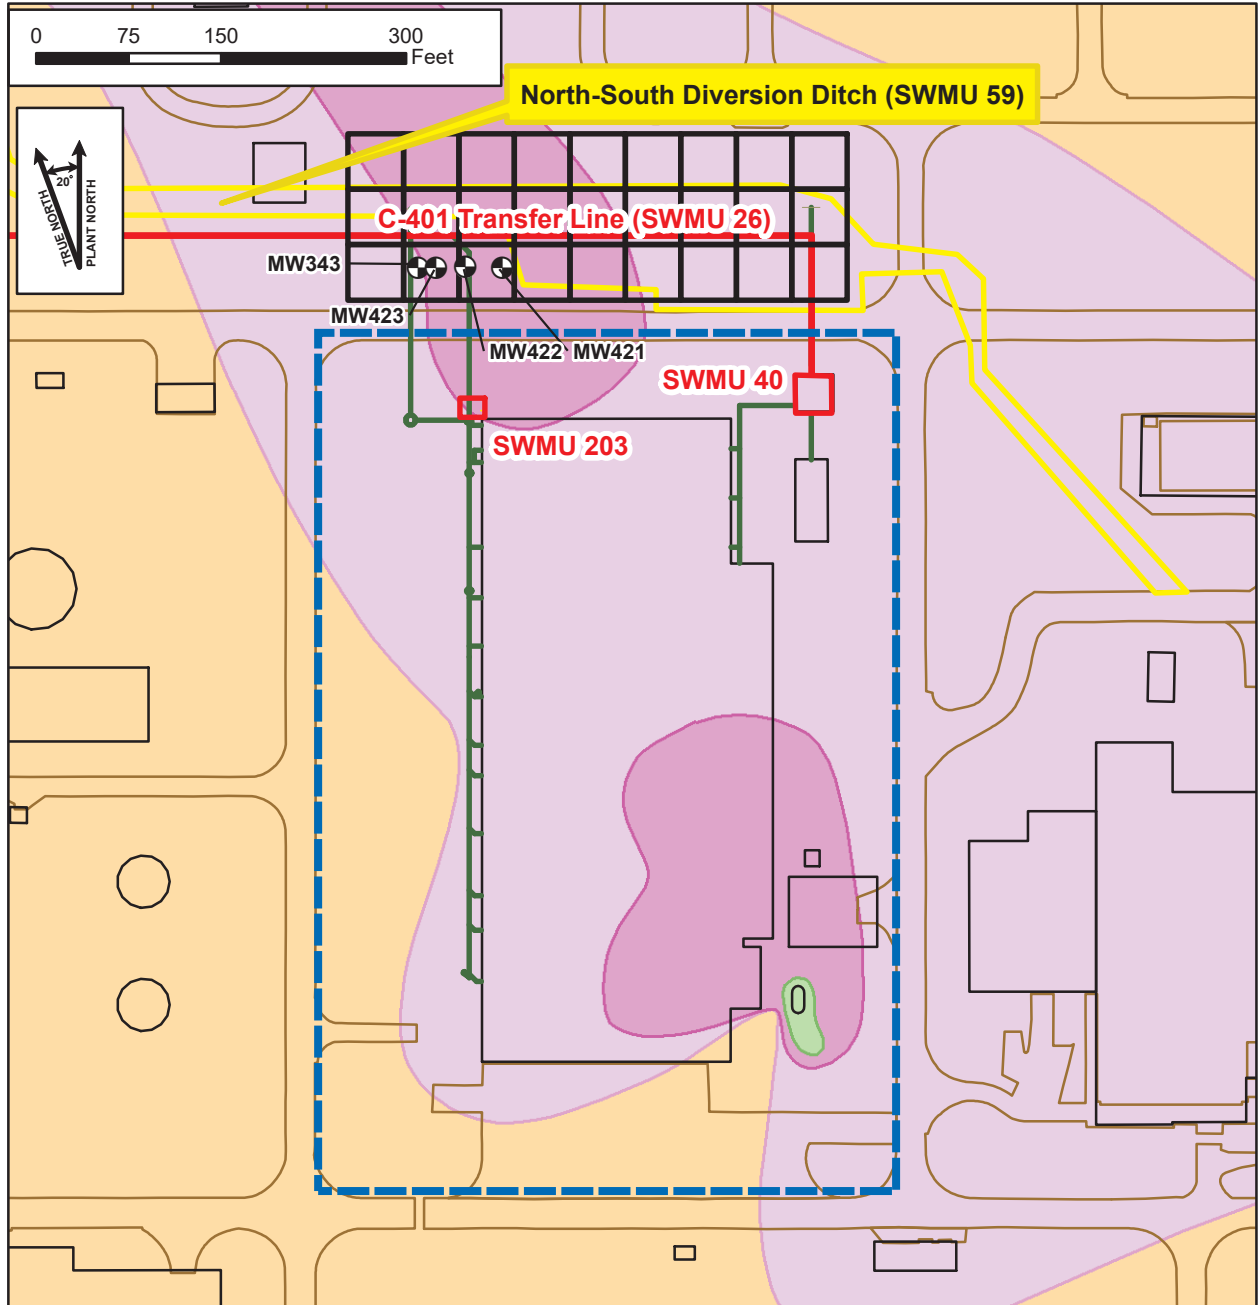 0 75 150 300
Feet
North-South Diversion Ditch (SWMU 59)
20°
TRUE NORTH
PLANT NORTH
C-401 Transfer Line (SWMU 26)
MW343
MW423
MW422
MW421
SWMU 40
SWMU 203